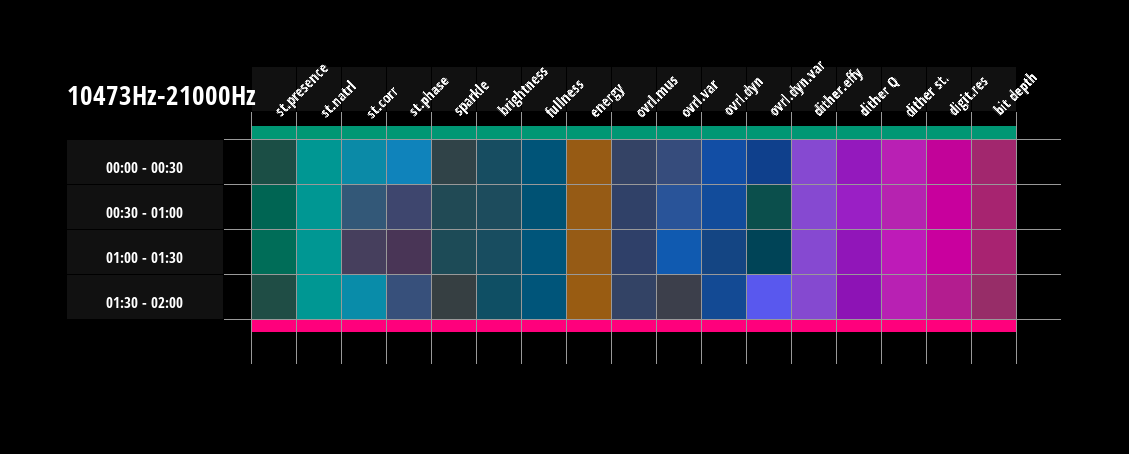 10473Hz-21000Hz
st.presence
st.natrl
st.corr
st.phase
sparkle
brightness
fullness
energy
ovrl.mus
ovrl.var
ovrl.dyn
ovrl.dyn.var
dither.effy
dither Q
dither st.
digit.res
bit depth
00:00 - 00:30
00:30 - 01:00
01:00 - 01:30
01:30 - 02:00